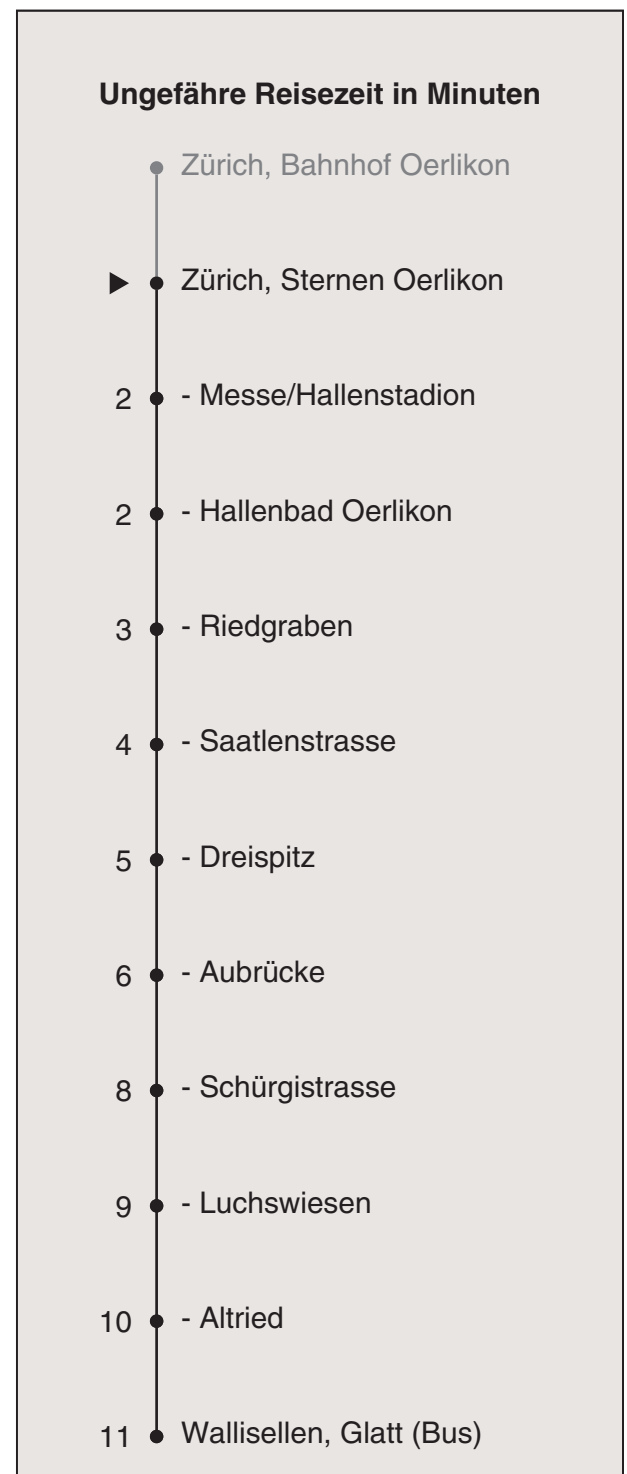 Ungefähre Reisezeit in Minuten
Zürich, Bahnhof Oerlikon
Zürich, Sternen Oerlikon
2 - Messe/Hallenstadion
2 - Hallenbad Oerlikon
3 - Riedgraben
4 - Saatlenstrasse
5 - Dreispitz
6 - Aubrücke
8 - Schürgistrasse
9 - Luchswiesen
10 - Altried
11 Wallisellen, Glatt (Bus)